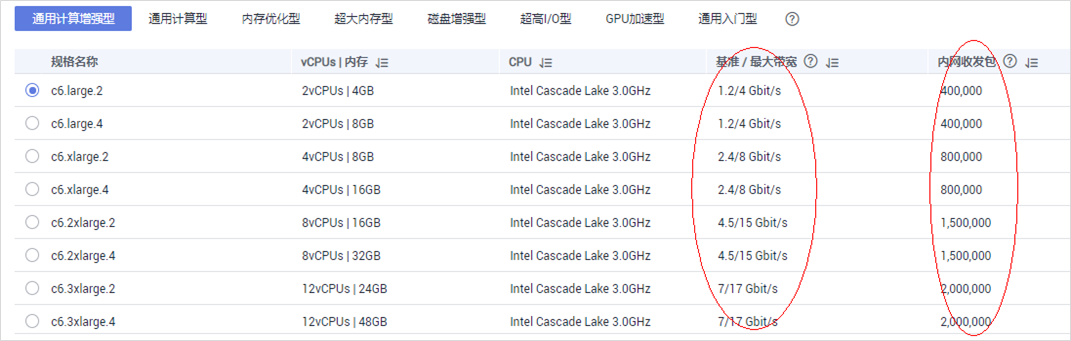 通用计算增强型 通用计算型 内存优化型 超大内存型 磁盘增强型 超高I/O型 GPU加速型 通用入门型 ?
规格名称 vCPUs | 内存 CPU 基准 / 最大带宽 ? 内网收发包 ?
c6.large.2 2vCPUs | 4GB Intel Cascade Lake 3.0GHz 1.2/4 Gbit/s 400,000
c6.large.4 2vCPUs | 8GB Intel Cascade Lake 3.0GHz 1.2/4 Gbit/s 400,000
c6.xlarge.2 4vCPUs | 8GB Intel Cascade Lake 3.0GHz 2.4/8 Gbit/s 800,000
c6.xlarge.4 4vCPUs | 16GB Intel Cascade Lake 3.0GHz 2.4/8 Gbit/s 800,000
c6.2xlarge.2 8vCPUs | 16GB Intel Cascade Lake 3.0GHz 4.5/15 Gbit/s 1,500,000
c6.2xlarge.4 8vCPUs | 32GB Intel Cascade Lake 3.0GHz 4.5/15 Gbit/s 1,500,000
c6.3xlarge.2 12vCPUs | 24GB Intel Cascade Lake 3.0GHz 7/17 Gbit/s 2,000,000
c6.3xlarge.4 12vCPUs | 48GB Intel Cascade Lake 3.0GHz 7/17 Gbit/s 2,000,000